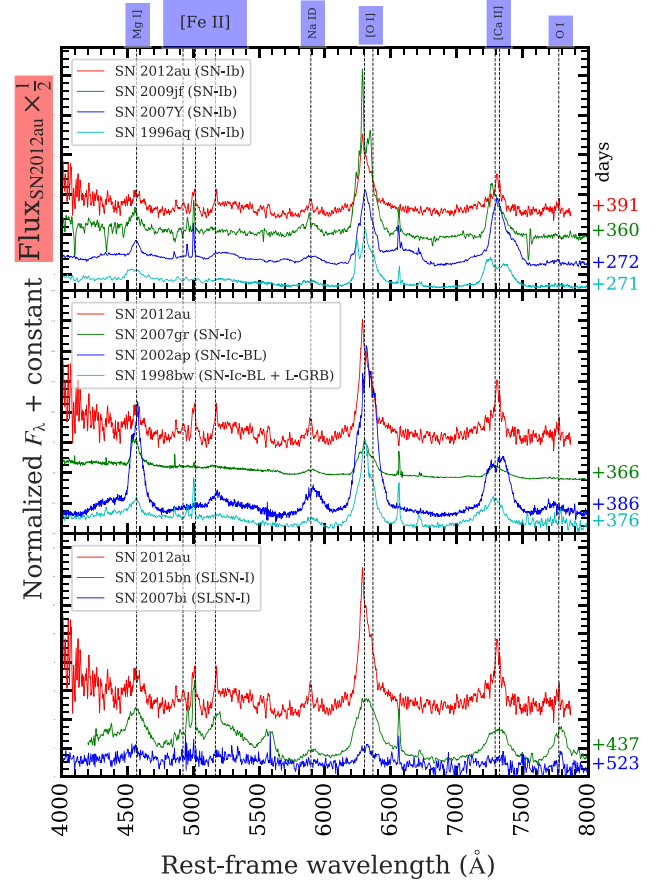 Mg I]
[Fe II]
Na ID
[O I]
[Ca II]
O I
Normalized Fλ + constant
Flux_SN2012au × 1/2
SN 2012au (SN-Ib)
SN 2009jf (SN-Ib)
SN 2007Y (SN-Ib)
SN 1996aq (SN-Ib)
days
+391
+360
+272
+271
SN 2012au
SN 2007gr (SN-Ic)
SN 2002ap (SN-Ic-BL)
SN 1998bw (SN-Ic-BL + L-GRB)
+366
+386
+376
SN 2012au
SN 2015bn (SLSN-I)
SN 2007bi (SLSN-I)
+437
+523
4000 4500 5000 5500 6000 6500 7000 7500 8000
Rest-frame wavelength (Å)